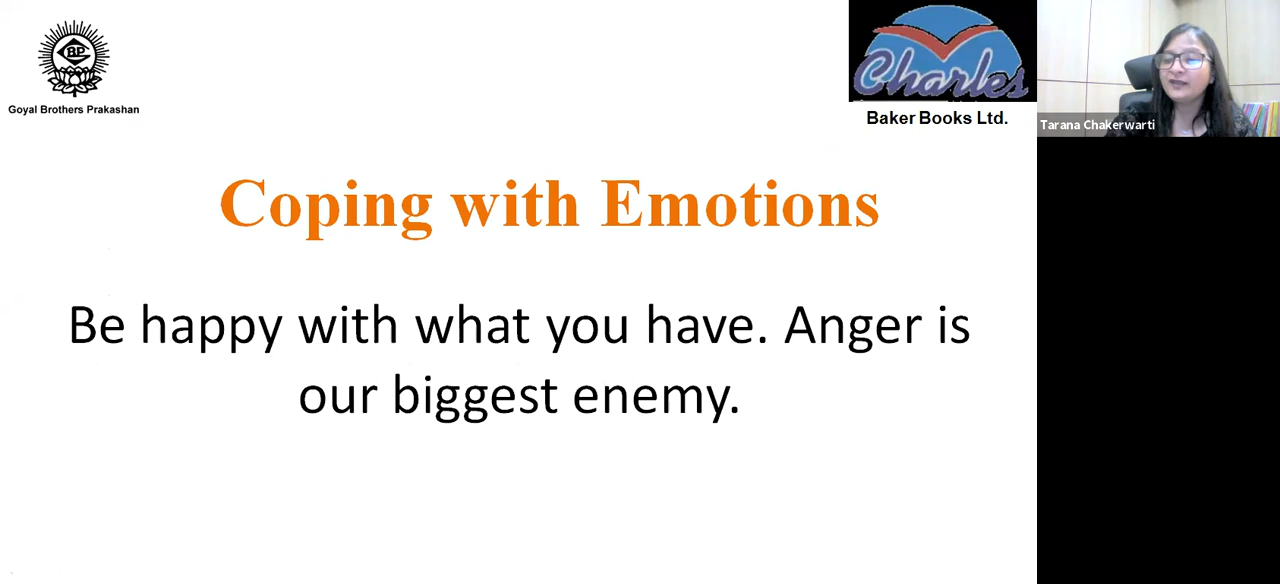 GBP
Goyal Brothers Prakashan
Charles
Baker Books Ltd.
Tarana Chakerwarti
Coping with Emotions
Be happy with what you have. Anger is
our biggest enemy.